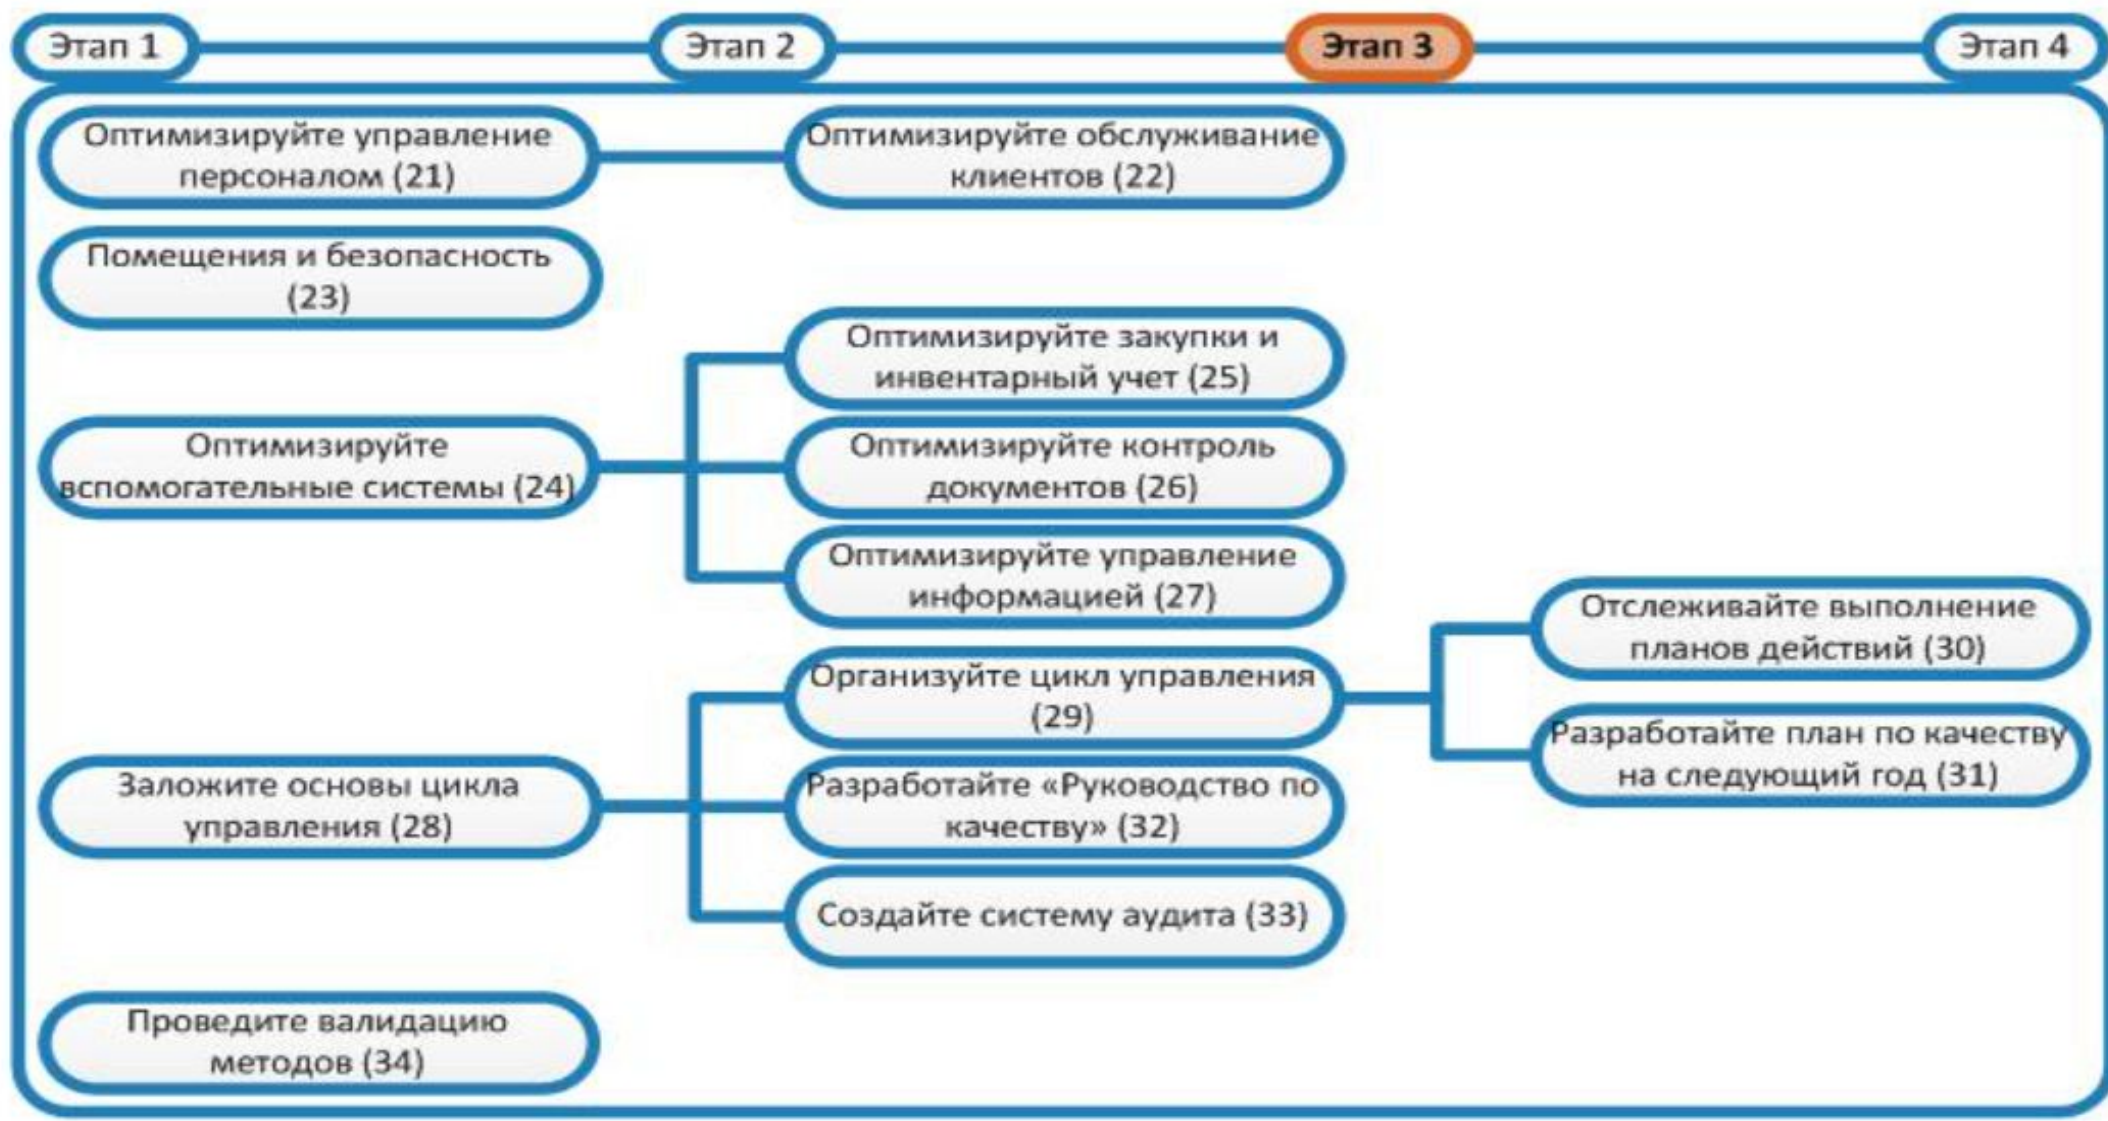 Этап 1
Этап 2
Этап 3
Этап 4
Оптимизируйте управление
персоналом (21)
Оптимизируйте обслуживание
клиентов (22)
Помещения и безопасность
(23)
Оптимизируйте
вспомогательные системы (24)
Оптимизируйте закупки и
инвентарный учет (25)
Оптимизируйте контроль
документов (26)
Оптимизируйте управление
информацией (27)
Заложите основы цикла
управления (28)
Организуйте цикл управления
(29)
Отслеживайте выполнение
планов действий (30)
Разработайте план по качеству
на следующий год (31)
Разработайте «Руководство по
качеству» (32)
Создайте систему аудита (33)
Проведите валидацию
методов (34)